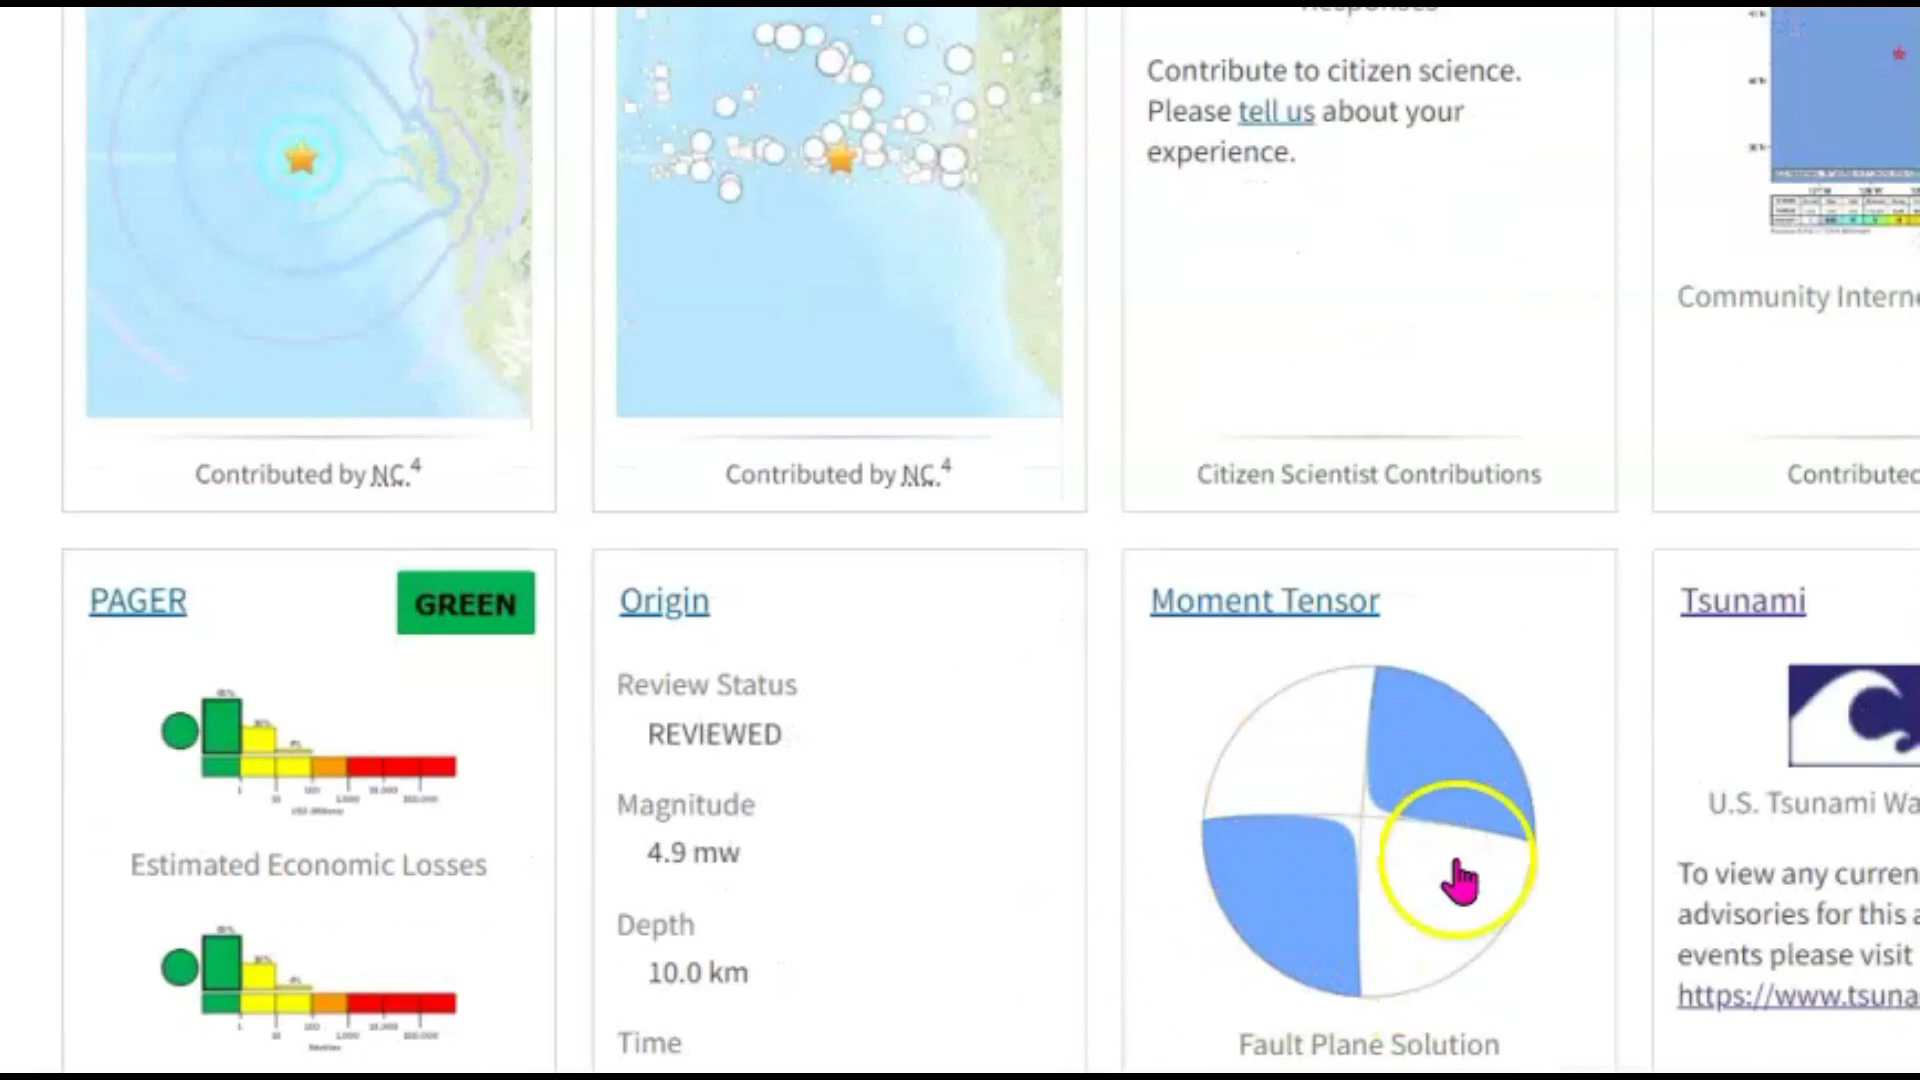 Responses
Contribute to citizen science.
Please tell us about your
experience.
Community Interne
Contributed by NC.4
Contributed by NC.4
Citizen Scientist Contributions
Contributed
PAGER
GREEN
Estimated Economic Losses
Origin
Review Status
REVIEWED
Magnitude
4.9 mw
Depth
10.0 km
Time
Moment Tensor
Fault Plane Solution
Tsunami
U.S. Tsunami Wa
To view any curren
advisories for this a
events please visit
https://www.tsuna